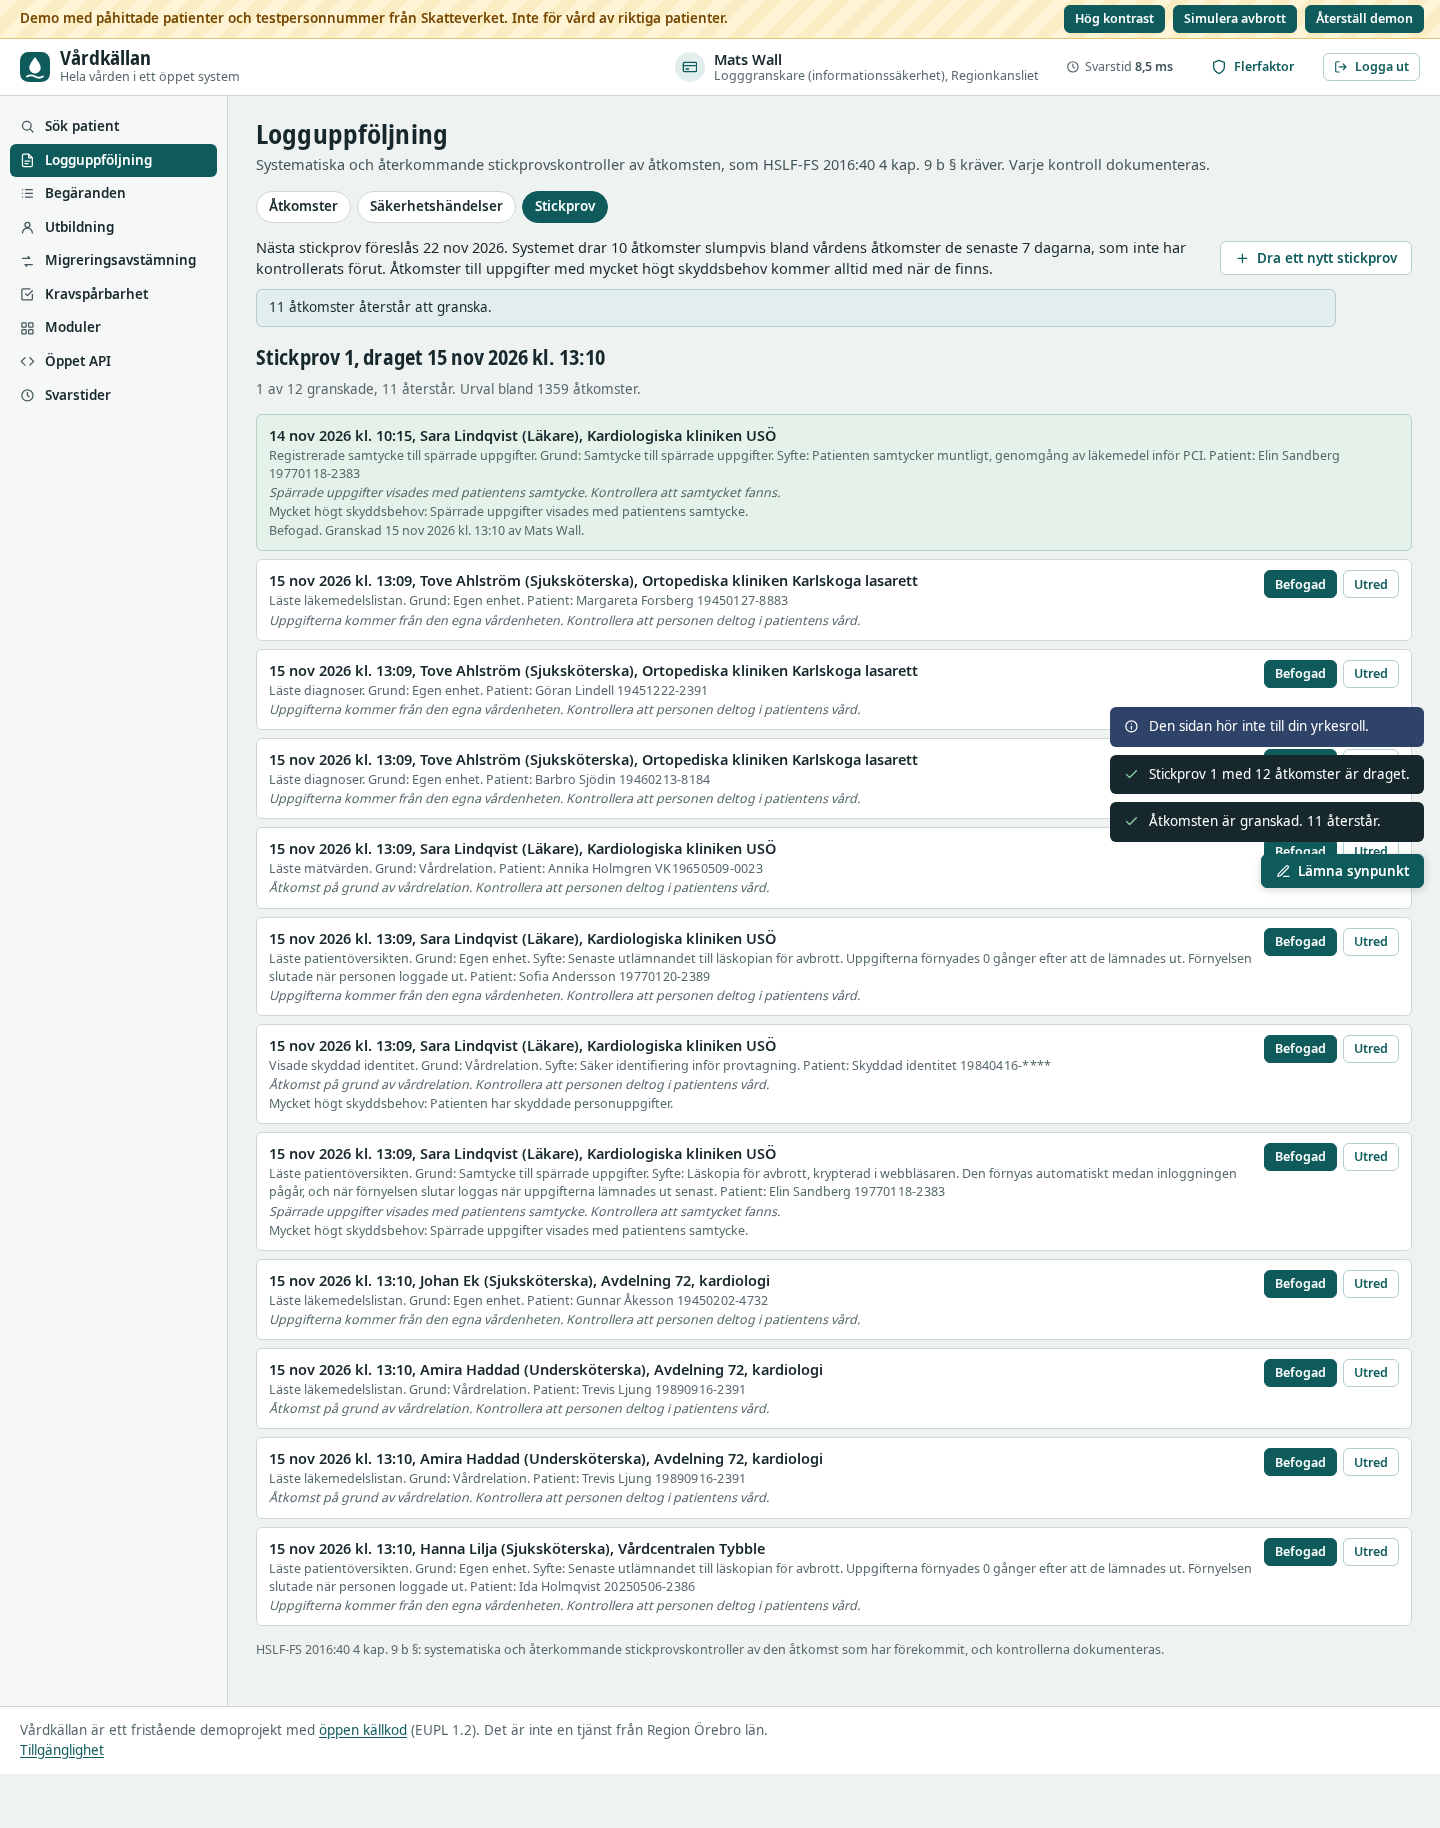 Demo med påhittade patienter och testpersonnummer från Skatteverket. Inte för vård av riktiga patienter.
Hög kontrast
Simulera avbrott
Återställ demon
Vårdkällan
Hela vården i ett öppet system
Mats Wall
Logggranskare (informationssäkerhet), Regionkansliet
Svarstid 8,5 ms
Flerfaktor
Logga ut
Sök patient
Logguppföljning
Begäranden
Utbildning
Migreringsavstämning
Kravspårbarhet
Moduler
Öppet API
Svarstider
Logguppföljning
Systematiska och återkommande stickprovskontroller av åtkomsten, som HSLF-FS 2016:40 4 kap. 9 b § kräver. Varje kontroll dokumenteras.
Åtkomster
Säkerhetshändelser
Stickprov
Nästa stickprov föreslås 22 nov 2026. Systemet drar 10 åtkomster slumpvis bland vårdens åtkomster de senaste 7 dagarna, som inte har
kontrollerats förut. Åtkomster till uppgifter med mycket högt skyddsbehov kommer alltid med när de finns.
Dra ett nytt stickprov
11 åtkomster återstår att granska.
Stickprov 1, draget 15 nov 2026 kl. 13:10
1 av 12 granskade, 11 återstår. Urval bland 1359 åtkomster.
14 nov 2026 kl. 10:15, Sara Lindqvist (Läkare), Kardiologiska kliniken USÖ
Registrerade samtycke till spärrade uppgifter. Grund: Samtycke till spärrade uppgifter. Syfte: Patienten samtycker muntligt, genomgång av läkemedel inför PCI. Patient: Elin Sandberg
19770118-2383
Spärrade uppgifter visades med patientens samtycke. Kontrollera att samtycket fanns.
Mycket högt skyddsbehov: Spärrade uppgifter visades med patientens samtycke.
Befogad. Granskad 15 nov 2026 kl. 13:10 av Mats Wall.
15 nov 2026 kl. 13:09, Tove Ahlström (Sjuksköterska), Ortopediska kliniken Karlskoga lasarett
Läste läkemedelslistan. Grund: Egen enhet. Patient: Margareta Forsberg 19450127-8883
Uppgifterna kommer från den egna vårdenheten. Kontrollera att personen deltog i patientens vård.
Befogad
Utred
15 nov 2026 kl. 13:09, Tove Ahlström (Sjuksköterska), Ortopediska kliniken Karlskoga lasarett
Läste diagnoser. Grund: Egen enhet. Patient: Göran Lindell 19451222-2391
Uppgifterna kommer från den egna vårdenheten. Kontrollera att personen deltog i patientens vård.
Befogad
Utred
15 nov 2026 kl. 13:09, Tove Ahlström (Sjuksköterska), Ortopediska kliniken Karlskoga lasarett
Läste diagnoser. Grund: Egen enhet. Patient: Barbro Sjödin 19460213-8184
Uppgifterna kommer från den egna vårdenheten. Kontrollera att personen deltog i patientens vård.
Den sidan hör inte till din yrkesroll.
Stickprov 1 med 12 åtkomster är draget.
Åtkomsten är granskad. 11 återstår.
15 nov 2026 kl. 13:09, Sara Lindqvist (Läkare), Kardiologiska kliniken USÖ
Läste mätvärden. Grund: Vårdrelation. Patient: Annika Holmgren VK19650509-0023
Åtkomst på grund av vårdrelation. Kontrollera att personen deltog i patientens vård.
Befogad
Utred
Lämna synpunkt
15 nov 2026 kl. 13:09, Sara Lindqvist (Läkare), Kardiologiska kliniken USÖ
Läste patientöversikten. Grund: Egen enhet. Syfte: Senaste utlämnandet till läskopian för avbrott. Uppgifterna förnyades 0 gånger efter att de lämnades ut. Förnyelsen
slutade när personen loggade ut. Patient: Sofia Andersson 19770120-2389
Uppgifterna kommer från den egna vårdenheten. Kontrollera att personen deltog i patientens vård.
Befogad
Utred
15 nov 2026 kl. 13:09, Sara Lindqvist (Läkare), Kardiologiska kliniken USÖ
Visade skyddad identitet. Grund: Vårdrelation. Syfte: Säker identifiering inför provtagning. Patient: Skyddad identitet 19840416-****
Åtkomst på grund av vårdrelation. Kontrollera att personen deltog i patientens vård.
Mycket högt skyddsbehov: Patienten har skyddade personuppgifter.
Befogad
Utred
15 nov 2026 kl. 13:09, Sara Lindqvist (Läkare), Kardiologiska kliniken USÖ
Läste patientöversikten. Grund: Samtycke till spärrade uppgifter. Syfte: Läskopia för avbrott, krypterad i webbläsaren. Den förnyas automatiskt medan inloggningen
pågår, och när förnyelsen slutar loggas när uppgifterna lämnades ut senast. Patient: Elin Sandberg 19770118-2383
Spärrade uppgifter visades med patientens samtycke. Kontrollera att samtycket fanns.
Mycket högt skyddsbehov: Spärrade uppgifter visades med patientens samtycke.
Befogad
Utred
15 nov 2026 kl. 13:10, Johan Ek (Sjuksköterska), Avdelning 72, kardiologi
Läste läkemedelslistan. Grund: Egen enhet. Patient: Gunnar Åkesson 19450202-4732
Uppgifterna kommer från den egna vårdenheten. Kontrollera att personen deltog i patientens vård.
Befogad
Utred
15 nov 2026 kl. 13:10, Amira Haddad (Undersköterska), Avdelning 72, kardiologi
Läste läkemedelslistan. Grund: Vårdrelation. Patient: Trevis Ljung 19890916-2391
Åtkomst på grund av vårdrelation. Kontrollera att personen deltog i patientens vård.
Befogad
Utred
15 nov 2026 kl. 13:10, Amira Haddad (Undersköterska), Avdelning 72, kardiologi
Läste läkemedelslistan. Grund: Vårdrelation. Patient: Trevis Ljung 19890916-2391
Åtkomst på grund av vårdrelation. Kontrollera att personen deltog i patientens vård.
Befogad
Utred
15 nov 2026 kl. 13:10, Hanna Lilja (Sjuksköterska), Vårdcentralen Tybble
Läste patientöversikten. Grund: Egen enhet. Syfte: Senaste utlämnandet till läskopian för avbrott. Uppgifterna förnyades 0 gånger efter att de lämnades ut. Förnyelsen
slutade när personen loggade ut. Patient: Ida Holmqvist 20250506-2386
Uppgifterna kommer från den egna vårdenheten. Kontrollera att personen deltog i patientens vård.
Befogad
Utred
HSLF-FS 2016:40 4 kap. 9 b §: systematiska och återkommande stickprovskontroller av den åtkomst som har förekommit, och kontrollerna dokumenteras.
Vårdkällan är ett fristående demoprojekt med öppen källkod (EUPL 1.2). Det är inte en tjänst från Region Örebro län.
Tillgänglighet